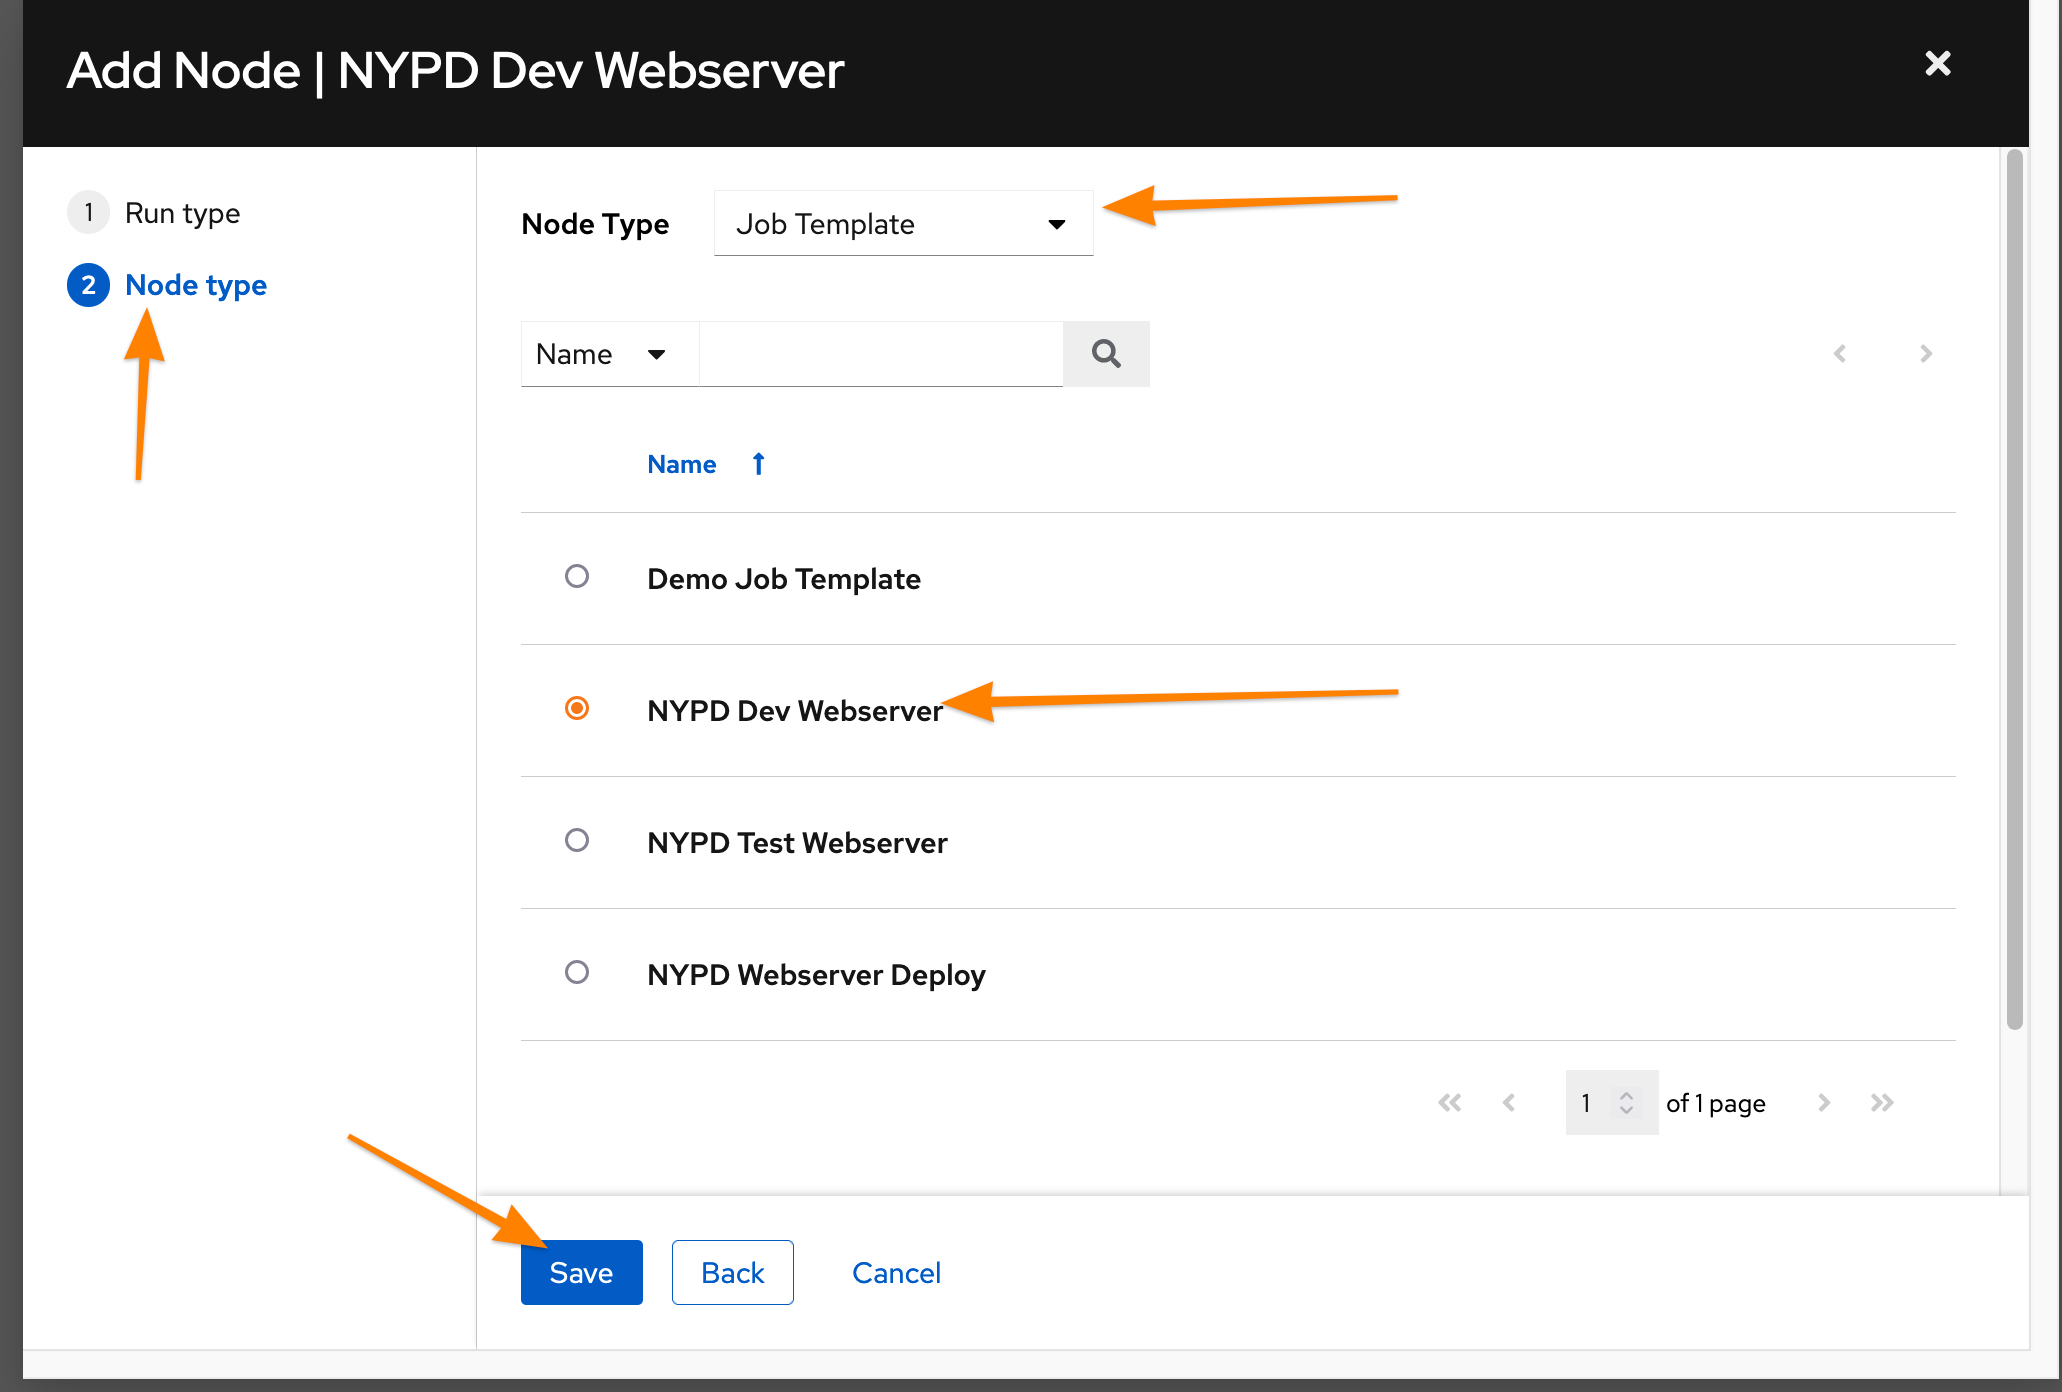 Add Node | NYPD Dev Webserver
1 Run type
2 Node type
Node Type Job Template
Name
Name
Demo Job Template
NYPD Dev Webserver
NYPD Test Webserver
NYPD Webserver Deploy
1 of 1 page
Save Back Cancel